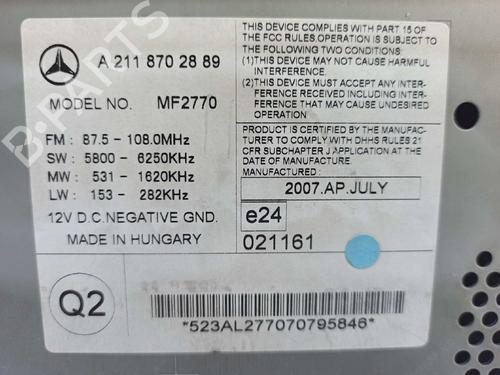 A 211 870 28 89
MODEL NO. MF2770
FM : 87.5 - 108.0MHz
SW : 5800 - 6250KHz
MW : 531 - 1620KHz
LW : 153 - 282KHz
12V D.C.NEGATIVE GND.
MADE IN HUNGARY
THIS DEVICE COMPLIES WITH PART 15 OF
THE FCC RULES. OPERATION IS SUBJECT TO
THE FOLLOWING TWO CONDITIONS:
(1)THIS DEVICE MAY NOT CAUSE HARMFUL
INTERFERENCE, AND
(2)THIS DEVICE MUST ACCEPT ANY INTER-
FERENCE RECEIVED INCLUDING INTER-
FERENCE THAT MAY CAUSE UNDESIRED
OPERATION.
PRODUCT IS CERTIFIED BY THE MANUFAC-
TURER TO COMPLY WITH DHHS RULES 21
CFR SUBCHAPTER J APPLICATION AT THE
DATE OF MANUFACTURE.
MANUFACTURED :
2007.AP.JULY
e24
021161
Q2
*523AL277070795846*
B-PARTS